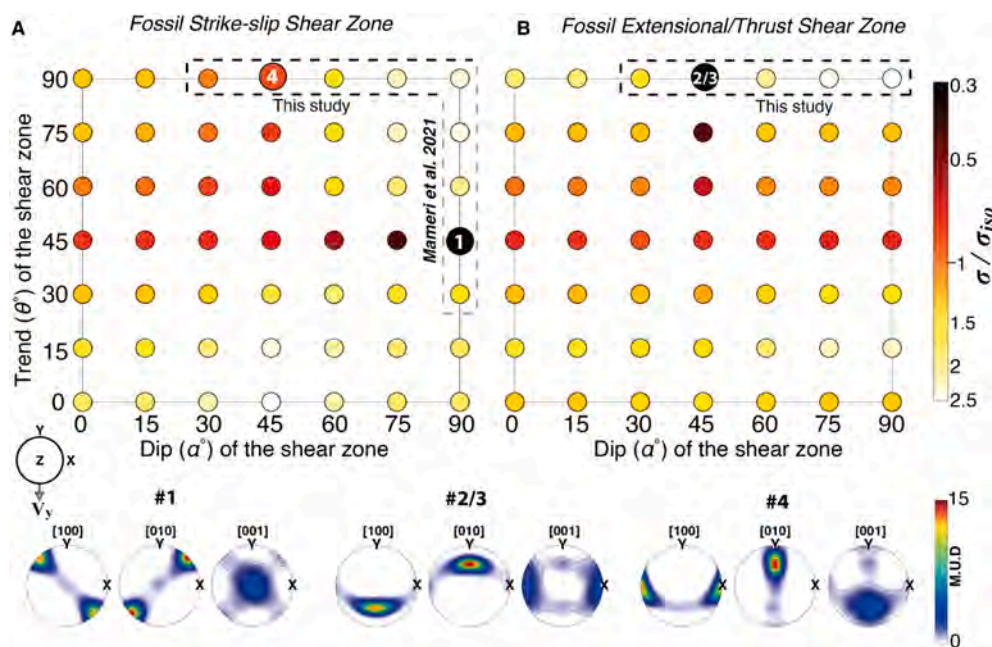 A Fossil Strike-slip Shear Zone
B Fossil Extensional/Thrust Shear Zone
90
75
60
45
30
15
0
Trend (θ°) of the shear zone
4
This study
Mameri et al. 2021
1
0 15 30 45 60 75 90
Dip (α°) of the shear zone
2/3
This study
0 15 30 45 60 75 90
Dip (α°) of the shear zone
0.3
0.5
1
1.5
2
2.5
σ / σiso
Y
Z X
Vy
#1
[100] [010] [001]
Y Y Y
X X X
#2/3
[100] [010] [001]
Y Y Y
X X X
#4
[100] [010] [001]
Y Y Y
X X X
15
M.U.D
0